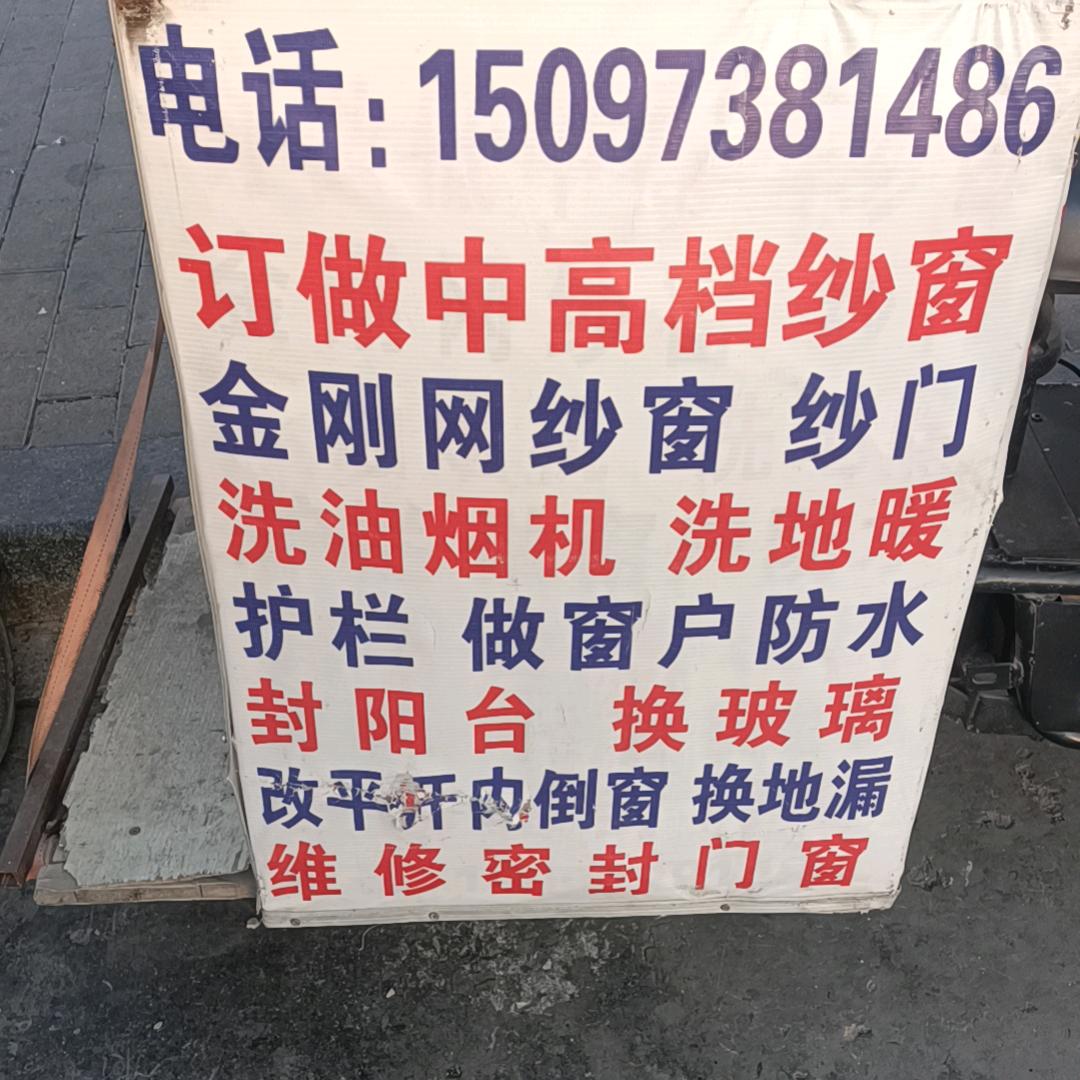 电话:15097381486
订做中高档纱窗
金刚网纱窗 纱门
洗油烟机 洗地暖
护栏 做窗户防水
封阳台 换玻璃
改平开内倒窗 换地漏
维修密封门窗